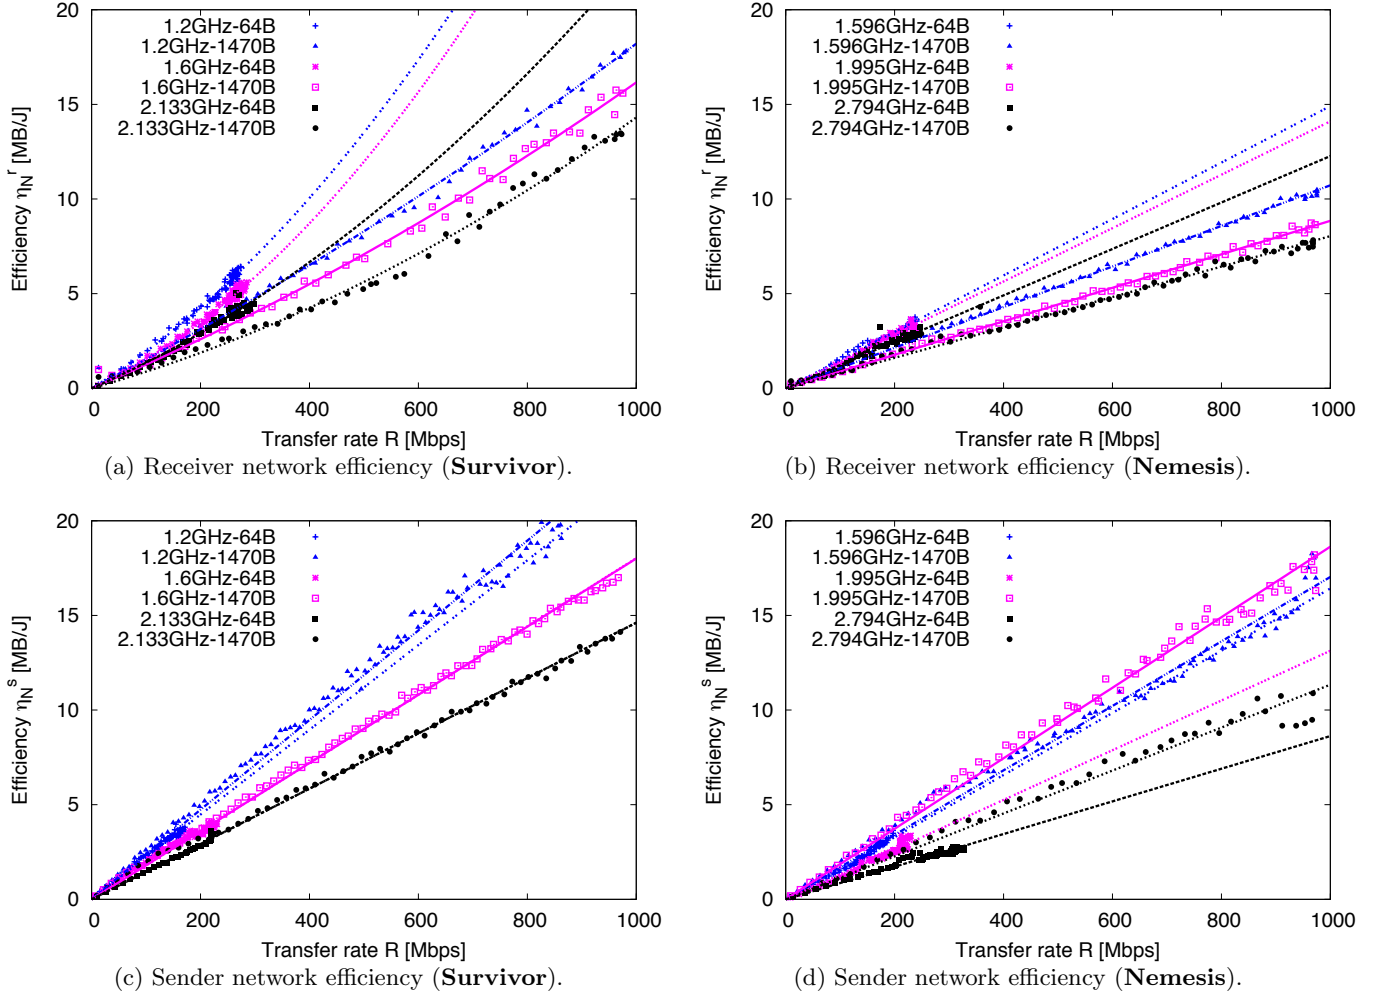 20
15
10
5
0
Efficiency η_N^r [MB/J]
1.2GHz-64B
1.2GHz-1470B
1.6GHz-64B
1.6GHz-1470B
2.133GHz-64B
2.133GHz-1470B
0 200 400 600 800 1000
Transfer rate R [Mbps]
(a) Receiver network efficiency (Survivor).
20
15
10
5
0
Efficiency η_N^r [MB/J]
1.596GHz-64B
1.596GHz-1470B
1.995GHz-64B
1.995GHz-1470B
2.794GHz-64B
2.794GHz-1470B
0 200 400 600 800 1000
Transfer rate R [Mbps]
(b) Receiver network efficiency (Nemesis).
20
15
10
5
0
Efficiency η_N^s [MB/J]
1.2GHz-64B
1.2GHz-1470B
1.6GHz-64B
1.6GHz-1470B
2.133GHz-64B
2.133GHz-1470B
0 200 400 600 800 1000
Transfer rate R [Mbps]
(c) Sender network efficiency (Survivor).
20
15
10
5
0
Efficiency η_N^s [MB/J]
1.596GHz-64B
1.596GHz-1470B
1.995GHz-64B
1.995GHz-1470B
2.794GHz-64B
2.794GHz-1470B
0 200 400 600 800 1000
Transfer rate R [Mbps]
(d) Sender network efficiency (Nemesis).